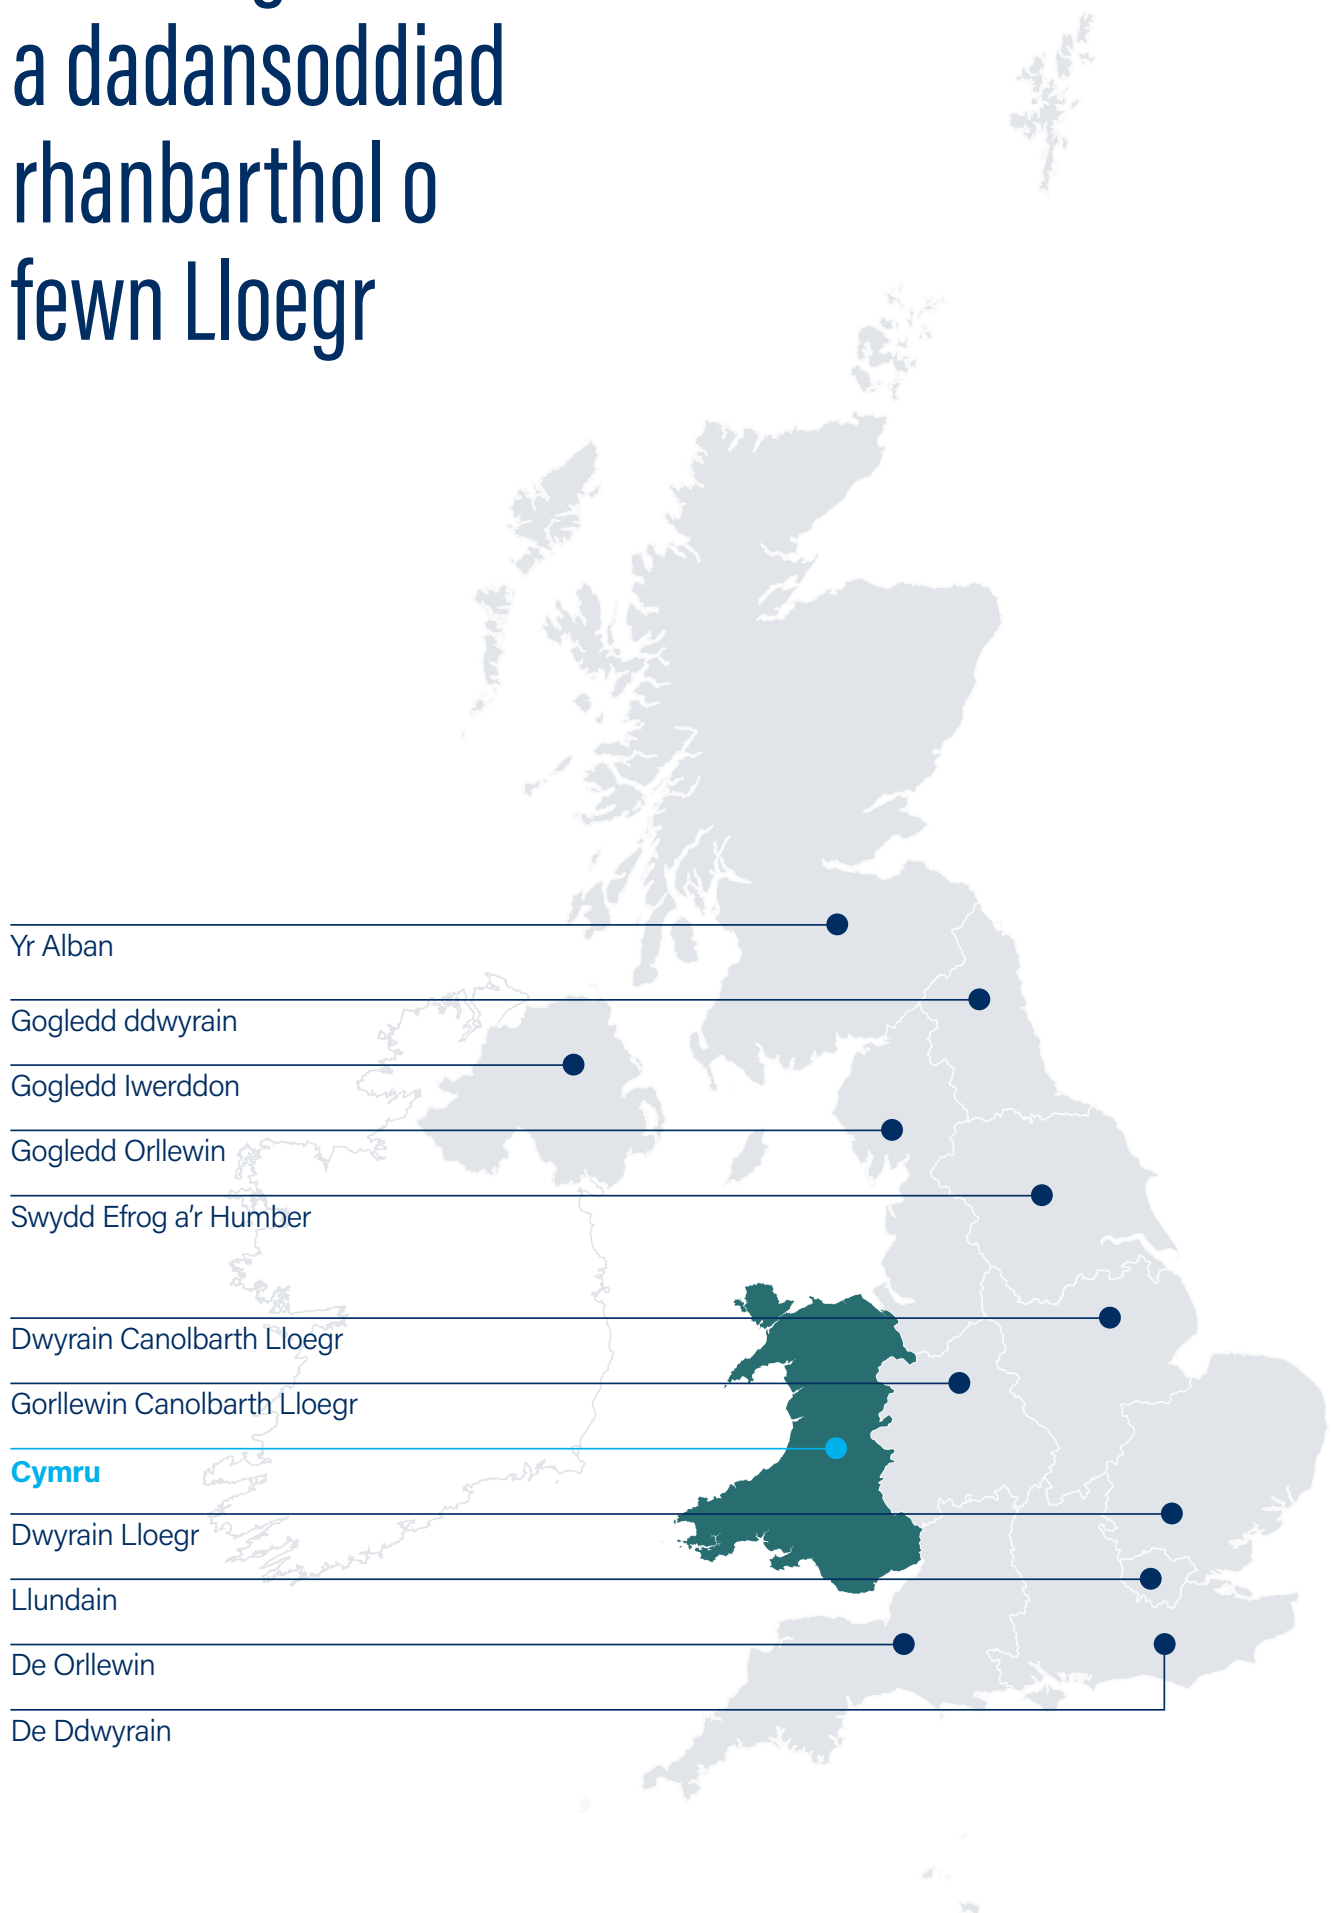 a dadansoddiad
rhanbarthol o
fewn Lloegr
Yr Alban
Gogledd ddwyrain
Gogledd Iwerddon
Gogledd Orllewin
Swydd Efrog a'r Humber
Dwyrain Canolbarth Lloegr
Gorllewin Canolbarth Lloegr
Cymru
Dwyrain Lloegr
Llundain
De Orllewin
De Ddwyrain